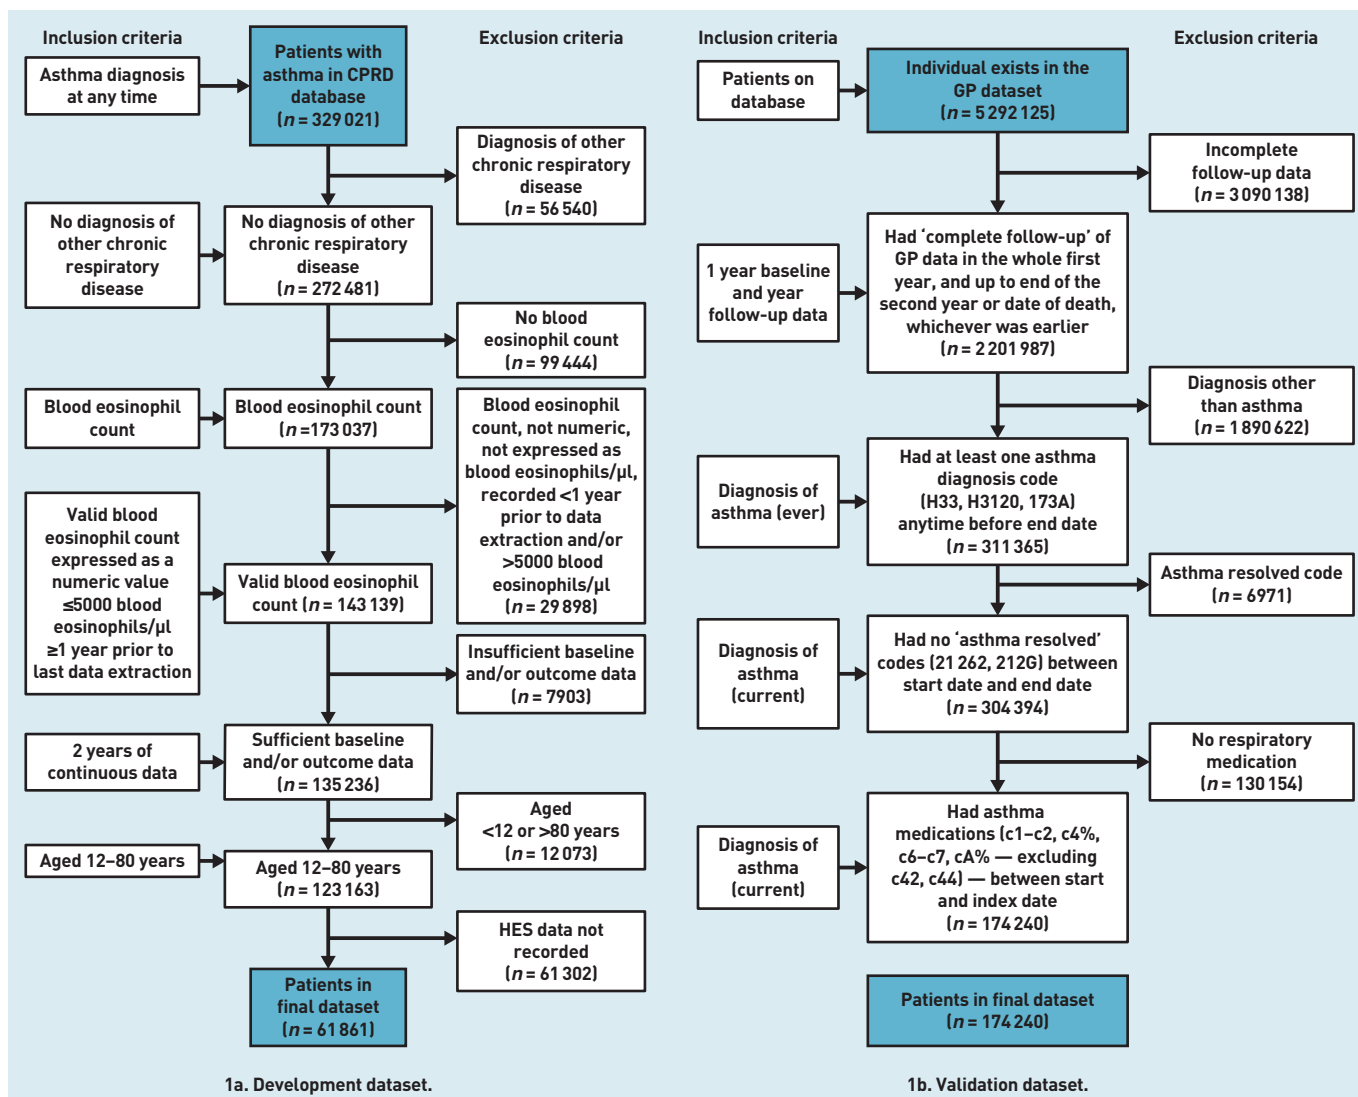 Inclusion criteria
Exclusion criteria
Asthma diagnosis
at any time
Patients with
asthma in CPRD
database
(n = 329 021)
Diagnosis of other
chronic respiratory
disease
(n = 56 540)
No diagnosis of
other chronic
respiratory
disease
No diagnosis of other
chronic respiratory
disease
(n = 272 481)
No blood
eosinophil count
(n = 99 444)
Blood eosinophil
count
Blood eosinophil count
(n =173 037)
Blood eosinophil
count, not numeric,
not expressed as
blood eosinophils/µl,
recorded <1 year
prior to data
extraction and/or
>5000 blood
eosinophils/µl
(n = 29 898)
Valid blood
eosinophil count
expressed as a
numeric value
≤5000 blood
eosinophils/µl
≥1 year prior to
last data extraction
Valid blood eosinophil
count (n = 143 139)
Insufficient baseline
and/or outcome data
(n = 7903)
2 years of
continuous data
Sufficient baseline
and/or outcome data
(n = 135 236)
Aged
<12 or >80 years
(n = 12 073)
Aged 12–80 years
Aged 12–80 years
(n = 123 163)
HES data not
recorded
(n = 61 302)
Patients in
final dataset
(n = 61 861)
1a. Development dataset.
Inclusion criteria
Exclusion criteria
Patients on
database
Individual exists in the
GP dataset
(n = 5 292 125)
Incomplete
follow-up data
(n = 3 090 138)
1 year baseline
and year
follow-up data
Had ‘complete follow-up’ of
GP data in the whole first
year, and up to end of the
second year or date of death,
whichever was earlier
(n = 2 201 987)
Diagnosis other
than asthma
(n = 1 890 622)
Diagnosis of
asthma (ever)
Had at least one asthma
diagnosis code
(H33, H3120, 173A)
anytime before end date
(n = 311 365)
Asthma resolved code
(n = 6971)
Diagnosis of
asthma
(current)
Had no ‘asthma resolved’
codes (21 262, 212G) between
start date and end date
(n = 304 394)
No respiratory
medication
(n = 130 154)
Diagnosis of
asthma
(current)
Had asthma
medications (c1–c2, c4%,
c6–c7, cA% — excluding
c42, c44) — between start
and index date
(n = 174 240)
Patients in final dataset
(n = 174 240)
1b. Validation dataset.